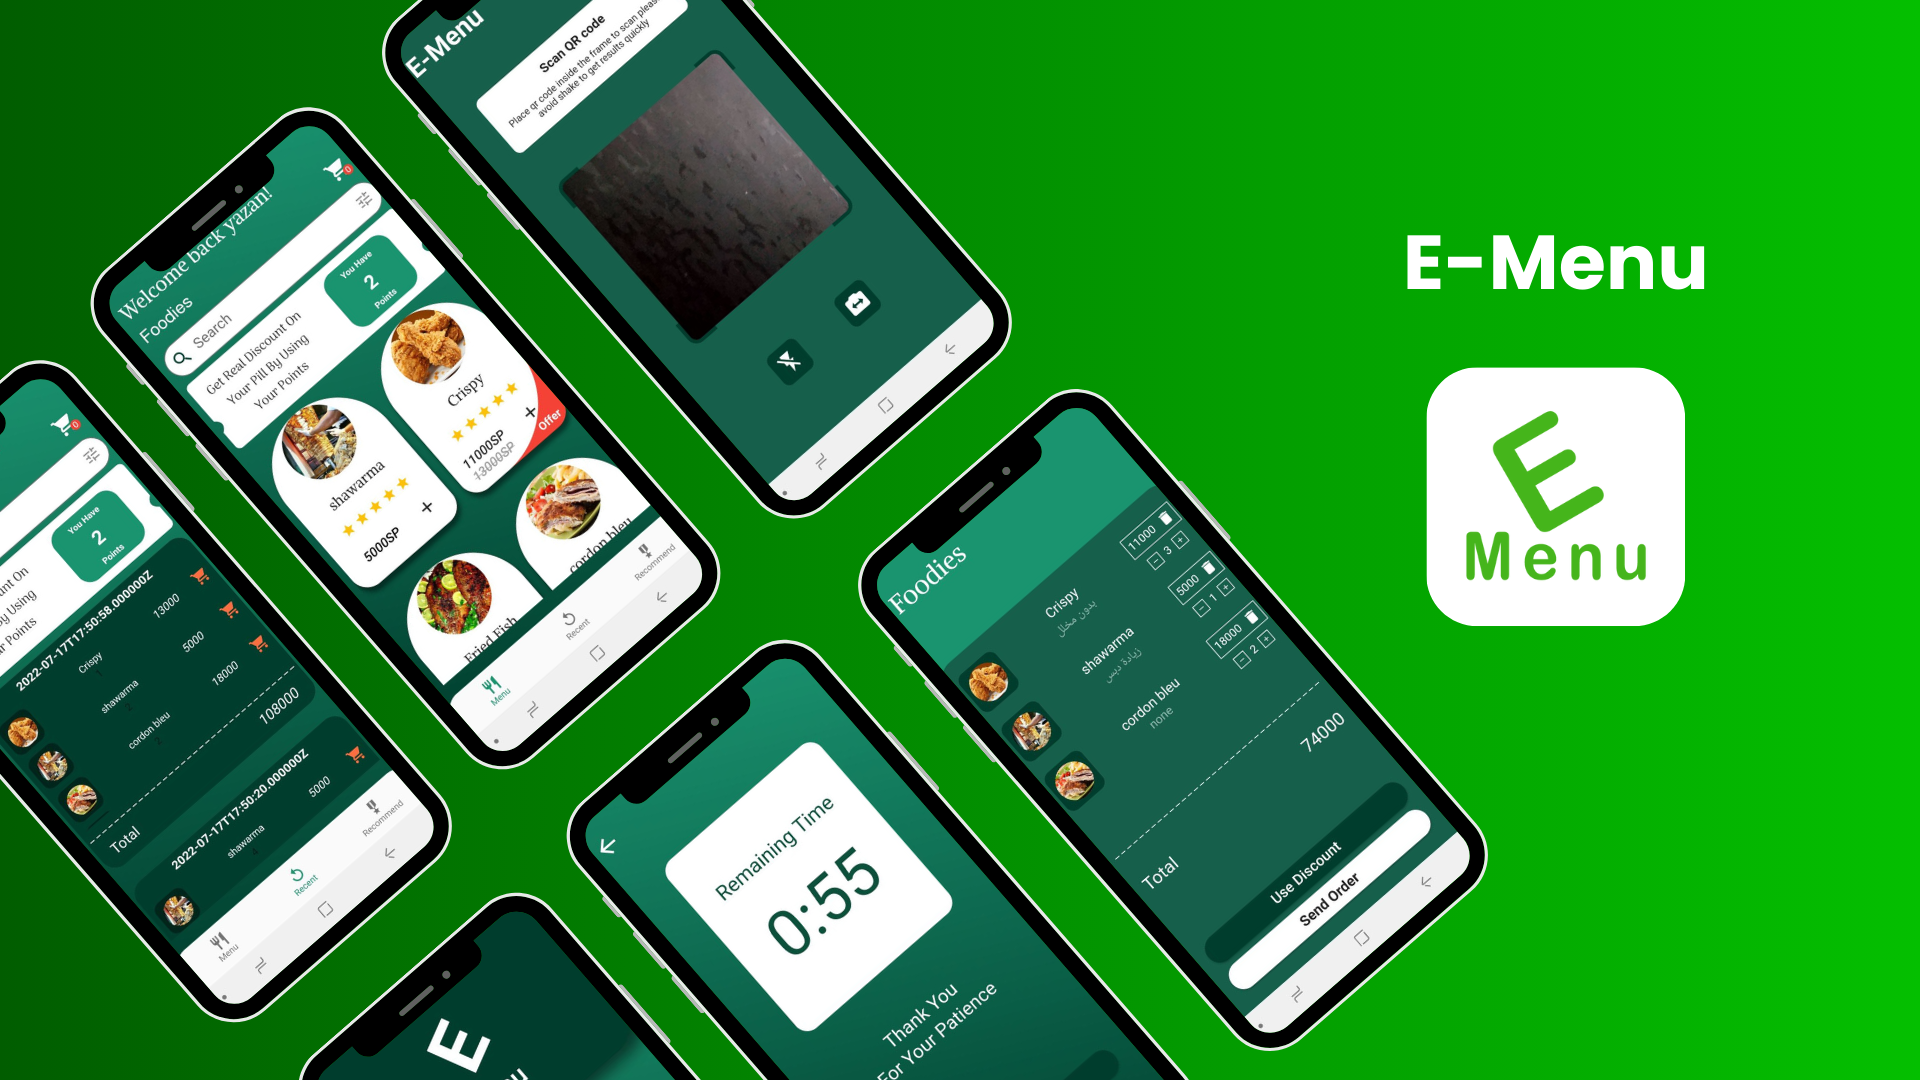 E-Menu
E
Menu
E-Menu
Scan QR code
Place qr code inside the frame to scan please
avoid shake to get results quickly
Welcome back yazan!
Foodies
0
Search
Get Real Discount On
Your Pill By Using
Your Points
You Have
2
Points
Crispy
11000SP
13000SP
+
Offer
shawarma
5000SP
+
cordon bleu
Fried Fish
Menu
Recent
Recommend
0
You Have
2
Points
unt On
By Using
r Points
2022-07-17T17:50:58.000000Z
Crispy
13000
shawarma
5000
cordon bleu
18000
Total
108000
2022-07-17T17:50:20.000000Z
shawarma
5000
Menu
Recent
Recommend
Foodies
Crispy
بدون مخلل
11000
- 3 +
shawarma
زيادة دبس
5000
- 1 +
cordon bleu
none
18000
- 2 +
Total
74000
Use Discount
Send Order
Remaining Time
0:55
Thank You
For Your Patience
E